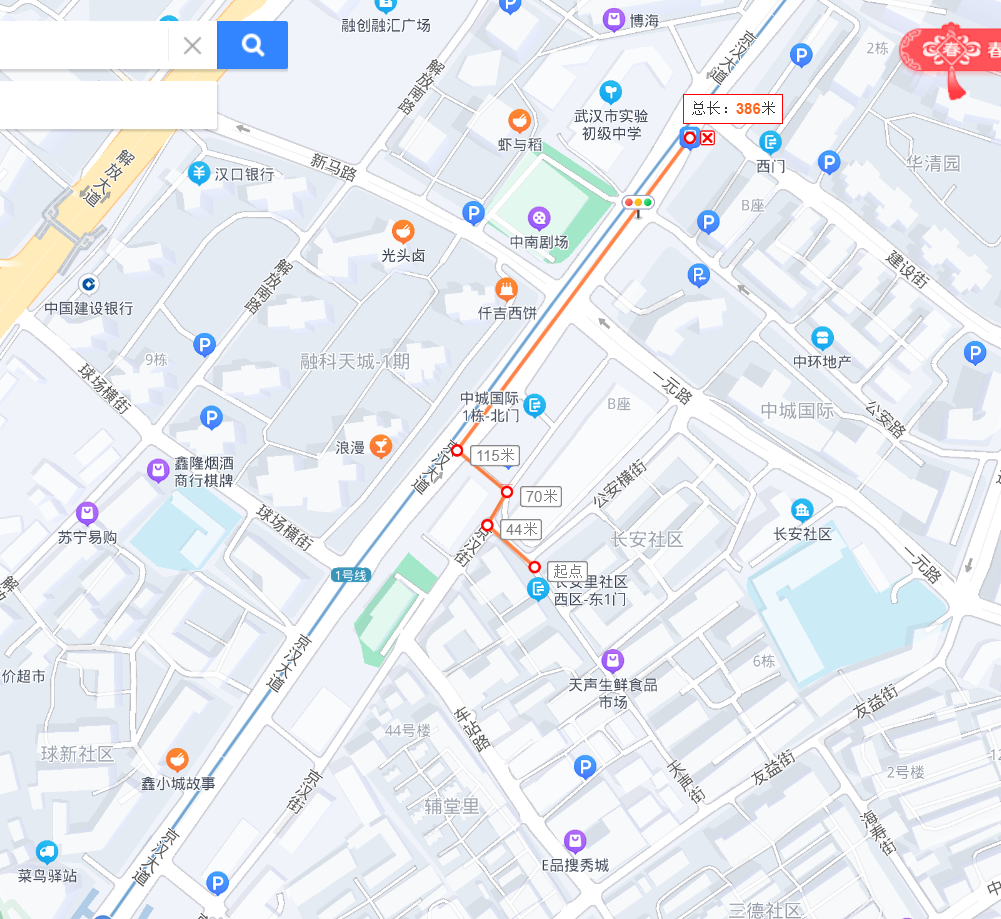 融创融汇广场
博海
京汉大道
2栋
春
春
解放南路
总长：386米
武汉市实验
初级中学
虾与稻
西门
华清园
解放大道
新马路
汉口银行
B座
中南剧场
光头卤
建设街
解放南路
中国建设银行
仟吉西饼
9栋
融科天城-1期
中环地产
球场横街
一元路
中城国际
1栋-北门
B座
中城国际
公安路
浪漫
京汉大道
115米
鑫隆烟酒
商行棋牌
公安横街
70米
苏宁易购
球场横街
44米
京汉街
长安社区
长安社区
一元路
1号线
起点
长安里社区
西区-东1门
京汉大道
天声生鲜食品
市场
6栋
价超市
友益街
车站路
44号楼
球新社区
鑫小城故事
京汉街
天声街
友益街
2号楼
辅堂里
海寿街
京汉大道
E品搜秀城
菜鸟驿站
三德社区